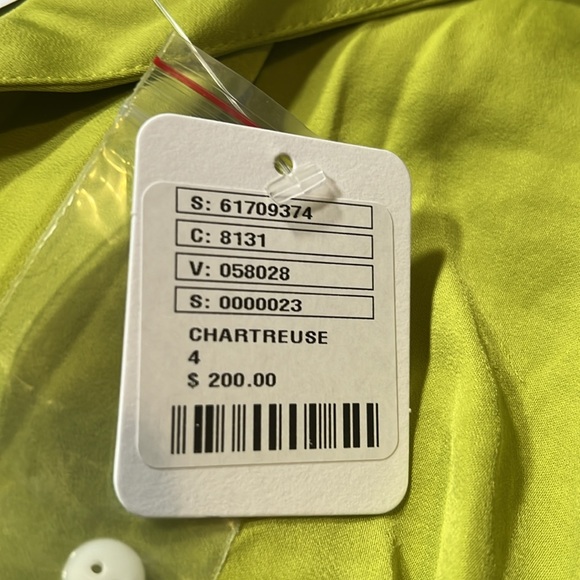 S: 61709374
C: 8131
V: 058028
S: 0000023
CHARTREUSE
4
$ 200.00